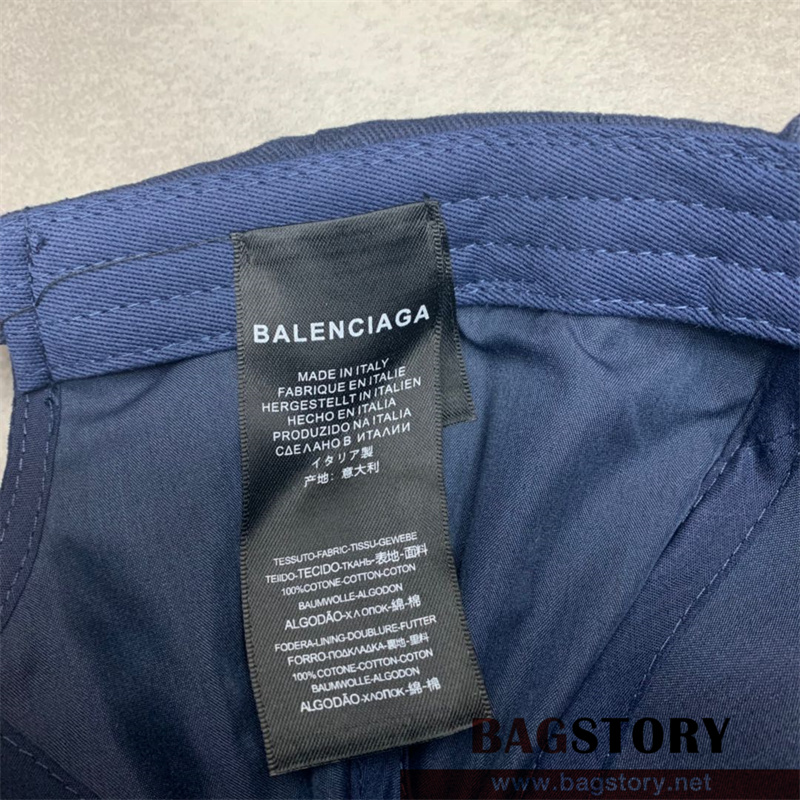 BALENCIAGA
MADE IN ITALY
FABRIQUE EN ITALIE
HERGESTELLT IN ITALIEN
HECHO EN ITALIA
PRODUZIDO NA ITALIA
СДЕЛАНО В ИТАЛИИ
イタリア製
产地: 意大利
TESSUTO-FABRIC-TISSU-GEWEBE
TEJIDO-TECIDO-ТКАНЬ-表地-面料
100%COTONE-COTTON-COTON
BAUMWOLLE-ALGODON
ALGODÃO-ХЛОПОК-綿-棉
FODERA-LINING-DOUBLURE-FUTTER
FORRO-ПОДКЛАДКА-裏地-里料
100%COTONE-COTTON-COTON
BAUMWOLLE-ALGODON
ALGODÃO-ХЛОПОК-綿-棉
BAGSTORY
www.bagstory.net